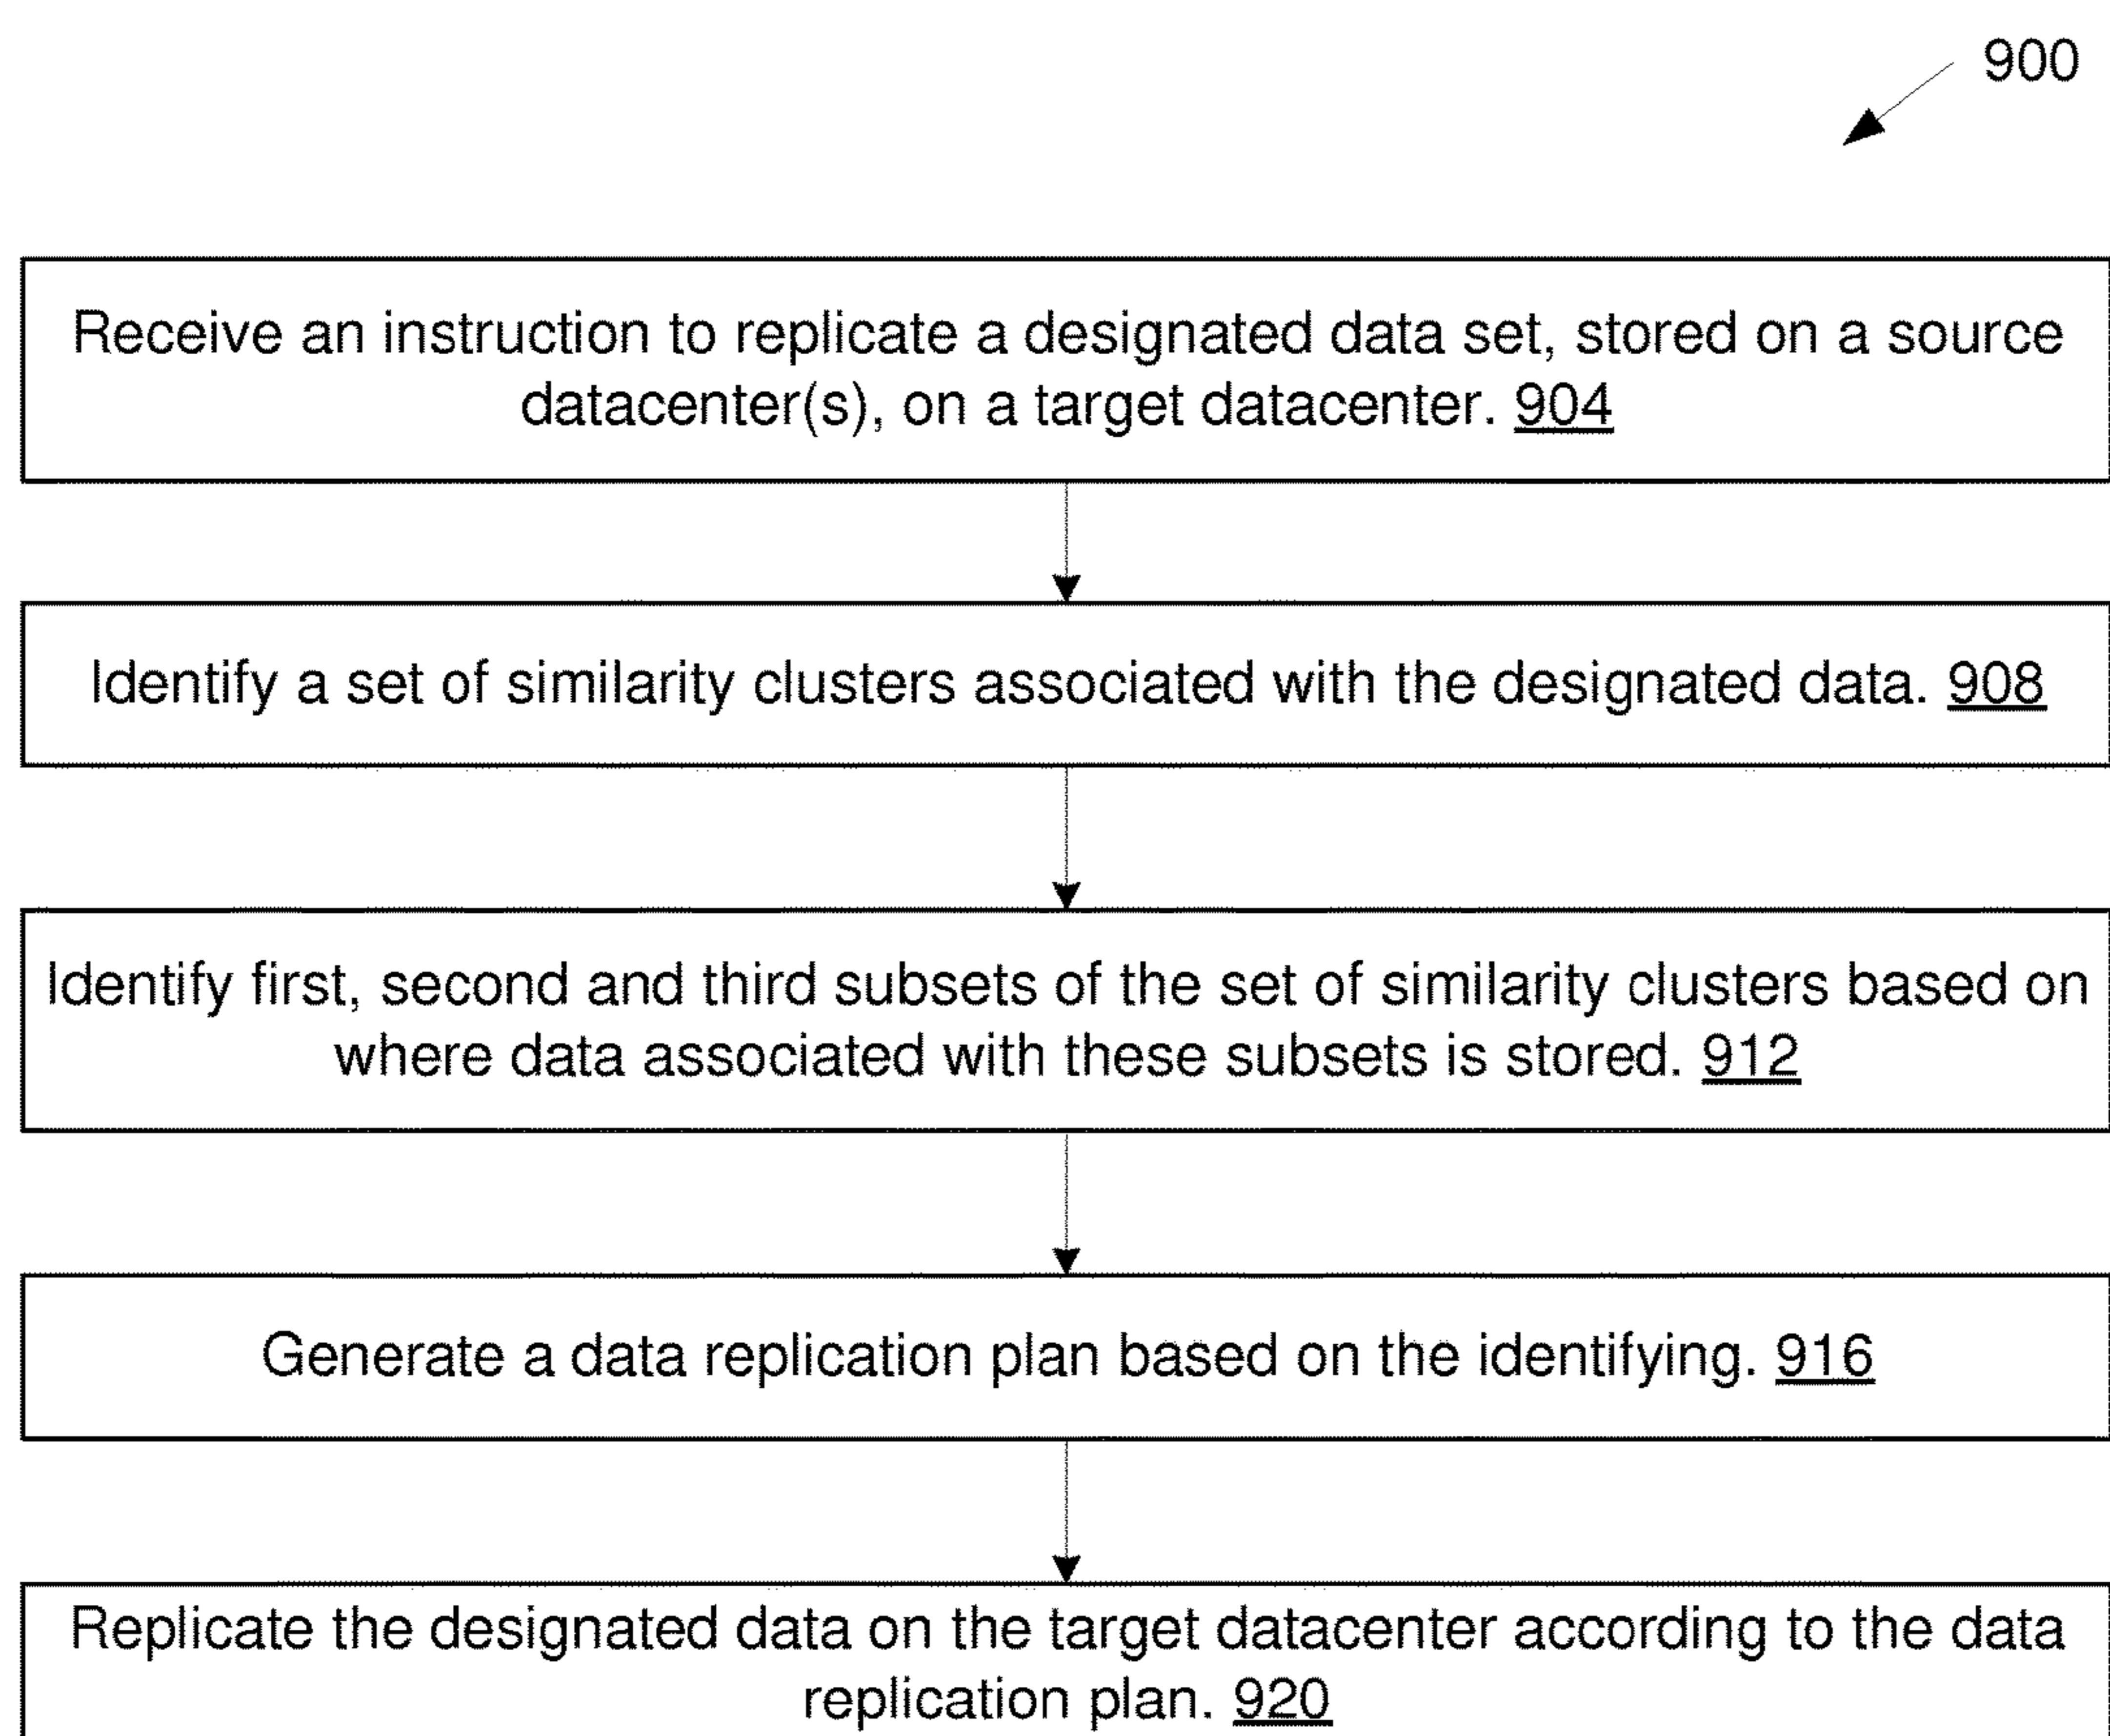 900
Receive an instruction to replicate a designated data set, stored on a source
datacenter(s), on a target datacenter. 904
Identify a set of similarity clusters associated with the designated data. 908
Identify first, second and third subsets of the set of similarity clusters based on
where data associated with these subsets is stored. 912
Generate a data replication plan based on the identifying. 916
Replicate the designated data on the target datacenter according to the data
replication plan. 920